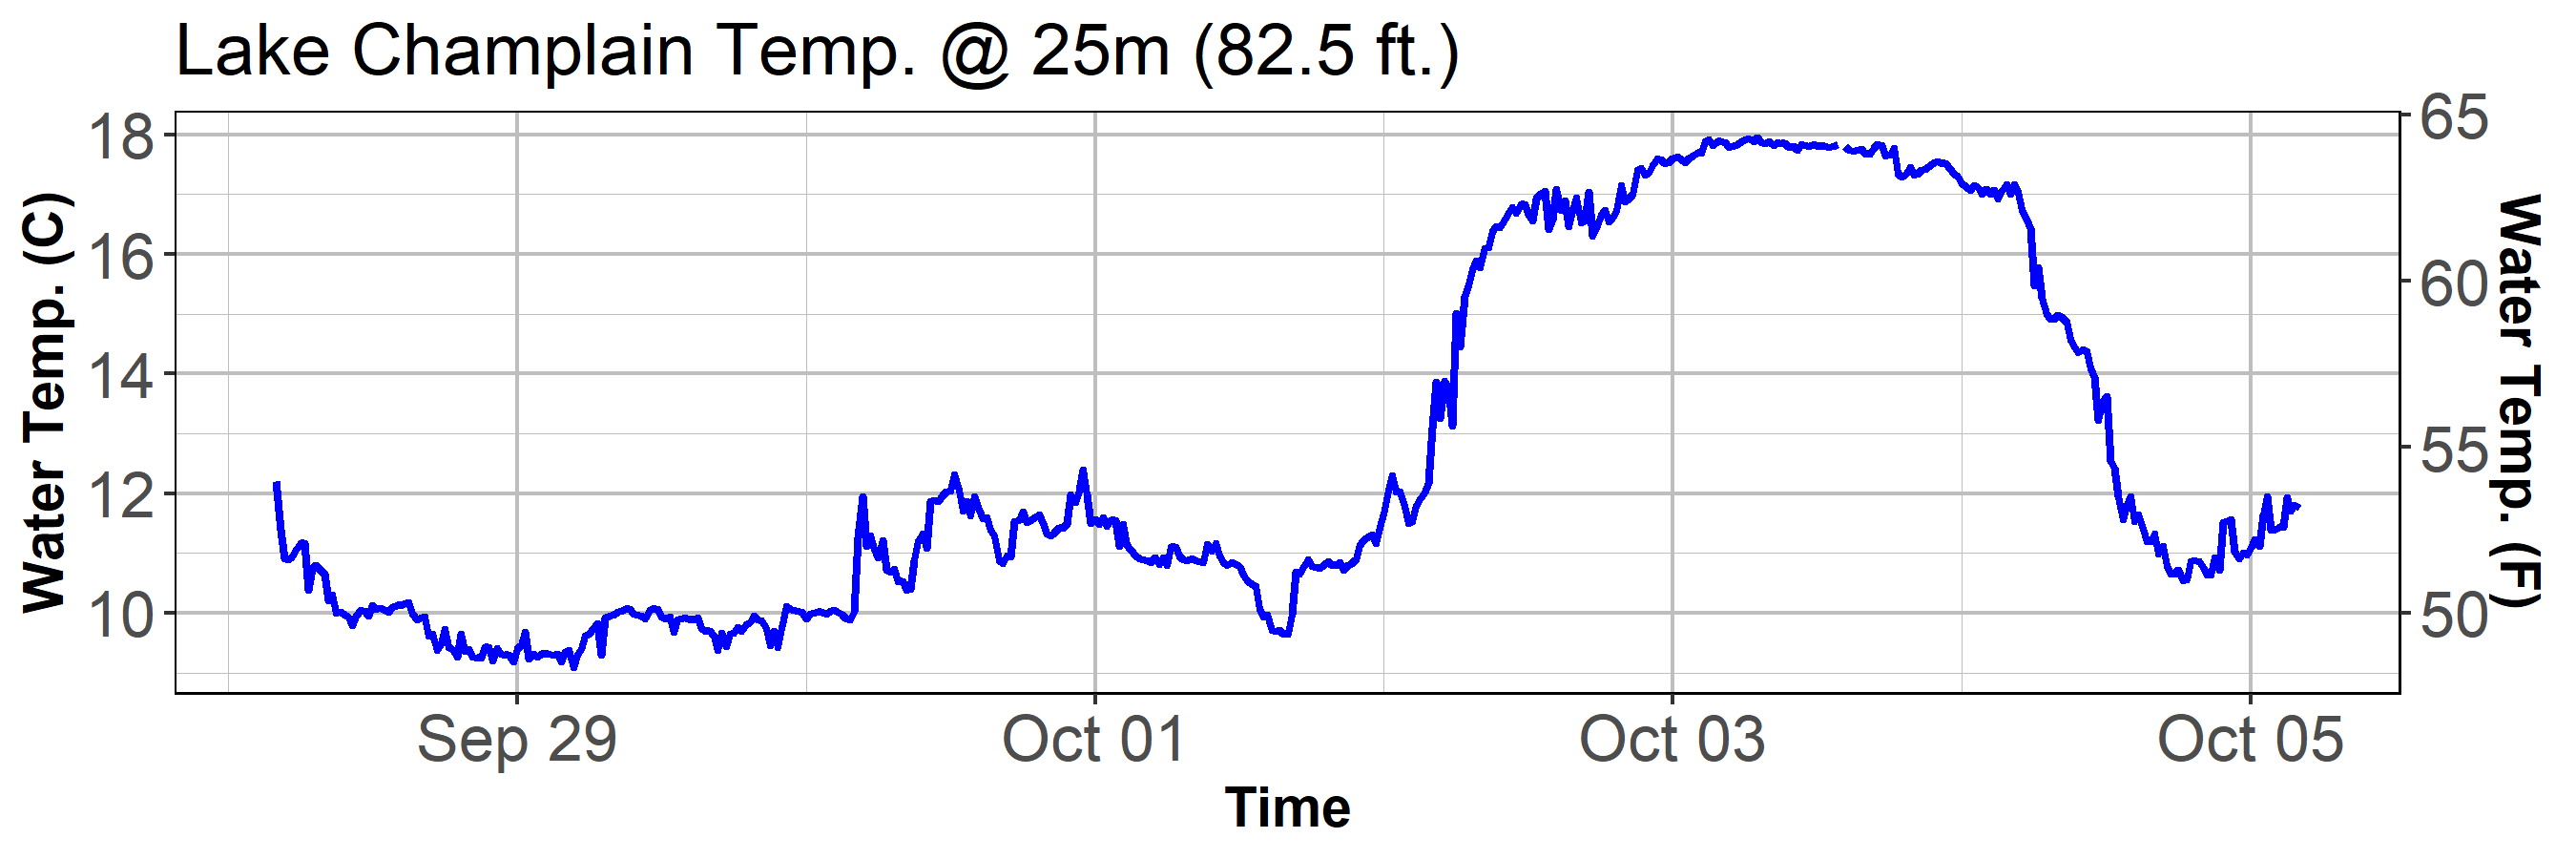 Lake Champlain Temp. @ 25m (82.5 ft.)
Water Temp. (C)
18
16
14
12
10
65
60
55
50
Water Temp. (F)
Sep 29
Oct 01
Oct 03
Oct 05
Time